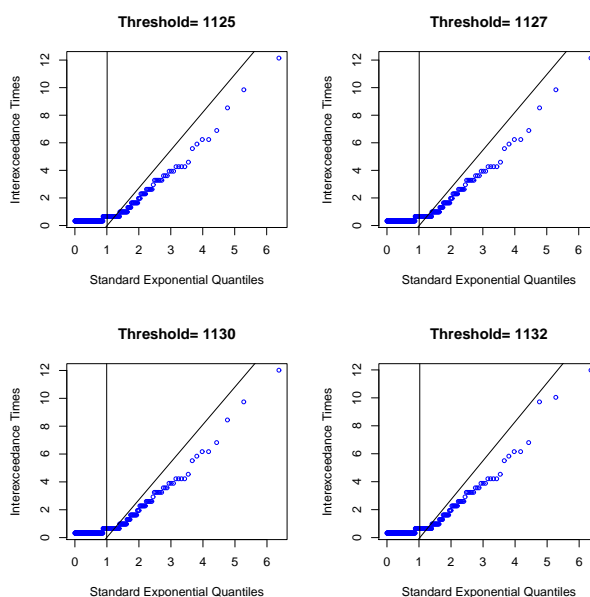 Threshold= 1125
Interexceedance Times
12
10
8
6
4
2
0
0 1 2 3 4 5 6
Standard Exponential Quantiles
Threshold= 1127
Interexceedance Times
12
10
8
6
4
2
0
0 1 2 3 4 5 6
Standard Exponential Quantiles
Threshold= 1130
Interexceedance Times
12
10
8
6
4
2
0
0 1 2 3 4 5 6
Standard Exponential Quantiles
Threshold= 1132
Interexceedance Times
12
10
8
6
4
2
0
0 1 2 3 4 5 6
Standard Exponential Quantiles